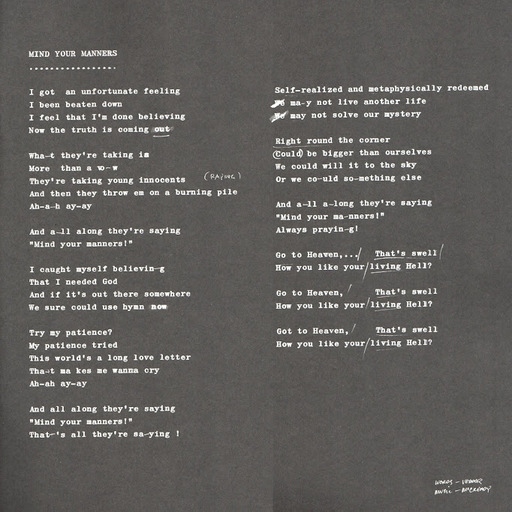 MIND YOUR MANNERS
I got an unfortunate feeling
I been beaten down
I feel that I'm done believing
Now the truth is coming out
Wha-t they're taking is
More than a vo-w
They're taking young innocents (RAZING)
And then they throw em on a burning pile
Ah-a-h ay-ay
And a-ll along they're saying
"Mind your manners!"
I caught myself believin-g
That I needed God
And if it's out there somewhere
We sure could use hymn now
Try my patience?
My patience tried
This world's a long love letter
Tha-t ma kes me wanna cry
Ah-ah ay-ay
And all along they're saying
"Mind your manners!"
That-'s all they're sa-ying !
Self-realized and metaphysically redeemed
We ma-y not live another life
We may not solve our mystery
Right round the corner
(Could) be bigger than ourselves
We could will it to the sky
Or we co-uld so-mething else
And a-ll a-long they're saying
"Mind your ma-nners!"
Always prayin-g!
Go to Heaven,.../ That's swell/
How you like your/living Hell?
Go to Heaven,/ That's swell
How you like your/living Hell?
Got to Heaven,/ That's swell
How you like your/living Hell?
WORDS - VEDDER
MUSIC - MCCREADY